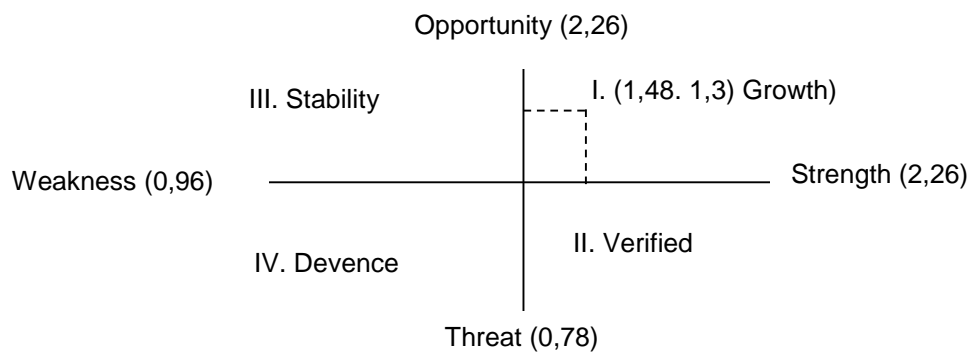 Opportunity (2,26)
III. Stability
I. (1,48. 1,3) Growth)
Weakness (0,96)
Strength (2,26)
II. Verified
IV. Devence
Threat (0,78)